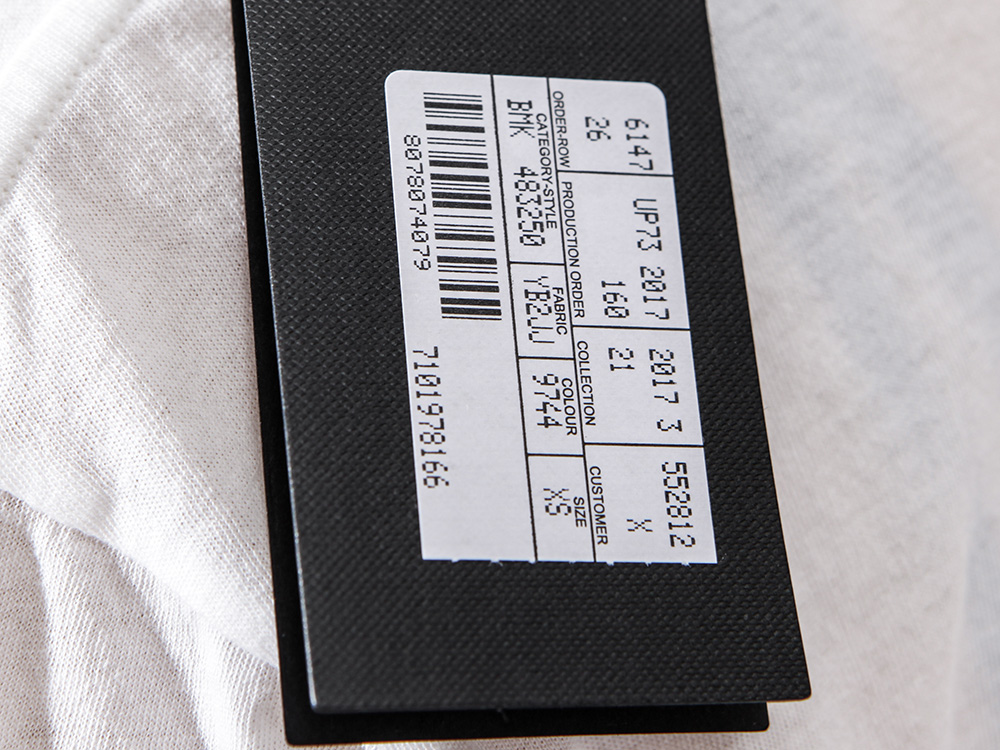 6147 UP73 2017 2017 3 552812
26 160 21 X
ORDER-ROW PRODUCTION ORDER COLLECTION CUSTOMER
CATEGORY-STYLE FABRIC COLOUR SIZE
BMK 483250 YB2JJ 9744 XS
8078074079 7101978166